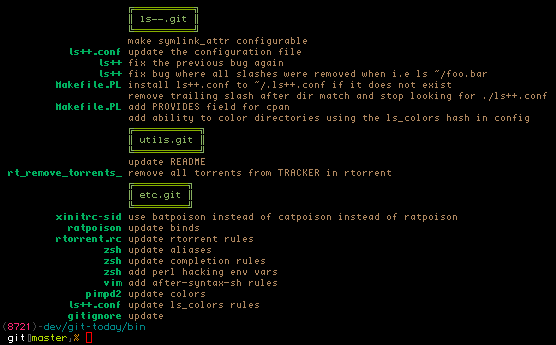 ls--.git
make symlink_attr configurable
ls++.conf update the configuration file
ls++ fix the previous bug again
ls++ fix bug where all slashes were removed when i.e ls ~/foo.bar
Makefile.PL install ls++.conf to ~/.ls++.conf if it does not exist
remove trailing slash after dir match and stop looking for ./ls++.conf
Makefile.PL add PROVIDES field for cpan
add ability to color directories using the ls_colors hash in config
utils.git
update README
rt_remove_torrents_ remove all torrents from TRACKER in rtorrent
etc.git
xinitrc-sid use batpoison instead of catpoison instead of ratpoison
ratpoison update binds
rtorrent.rc update rtorrent rules
zsh update aliases
zsh update completion rules
zsh add perl hacking env vars
vim add after-syntax-sh rules
pimpd2 update colors
ls++.conf update ls_colors rules
gitignore update
(8721)-dev/git-today/bin
git[master]%